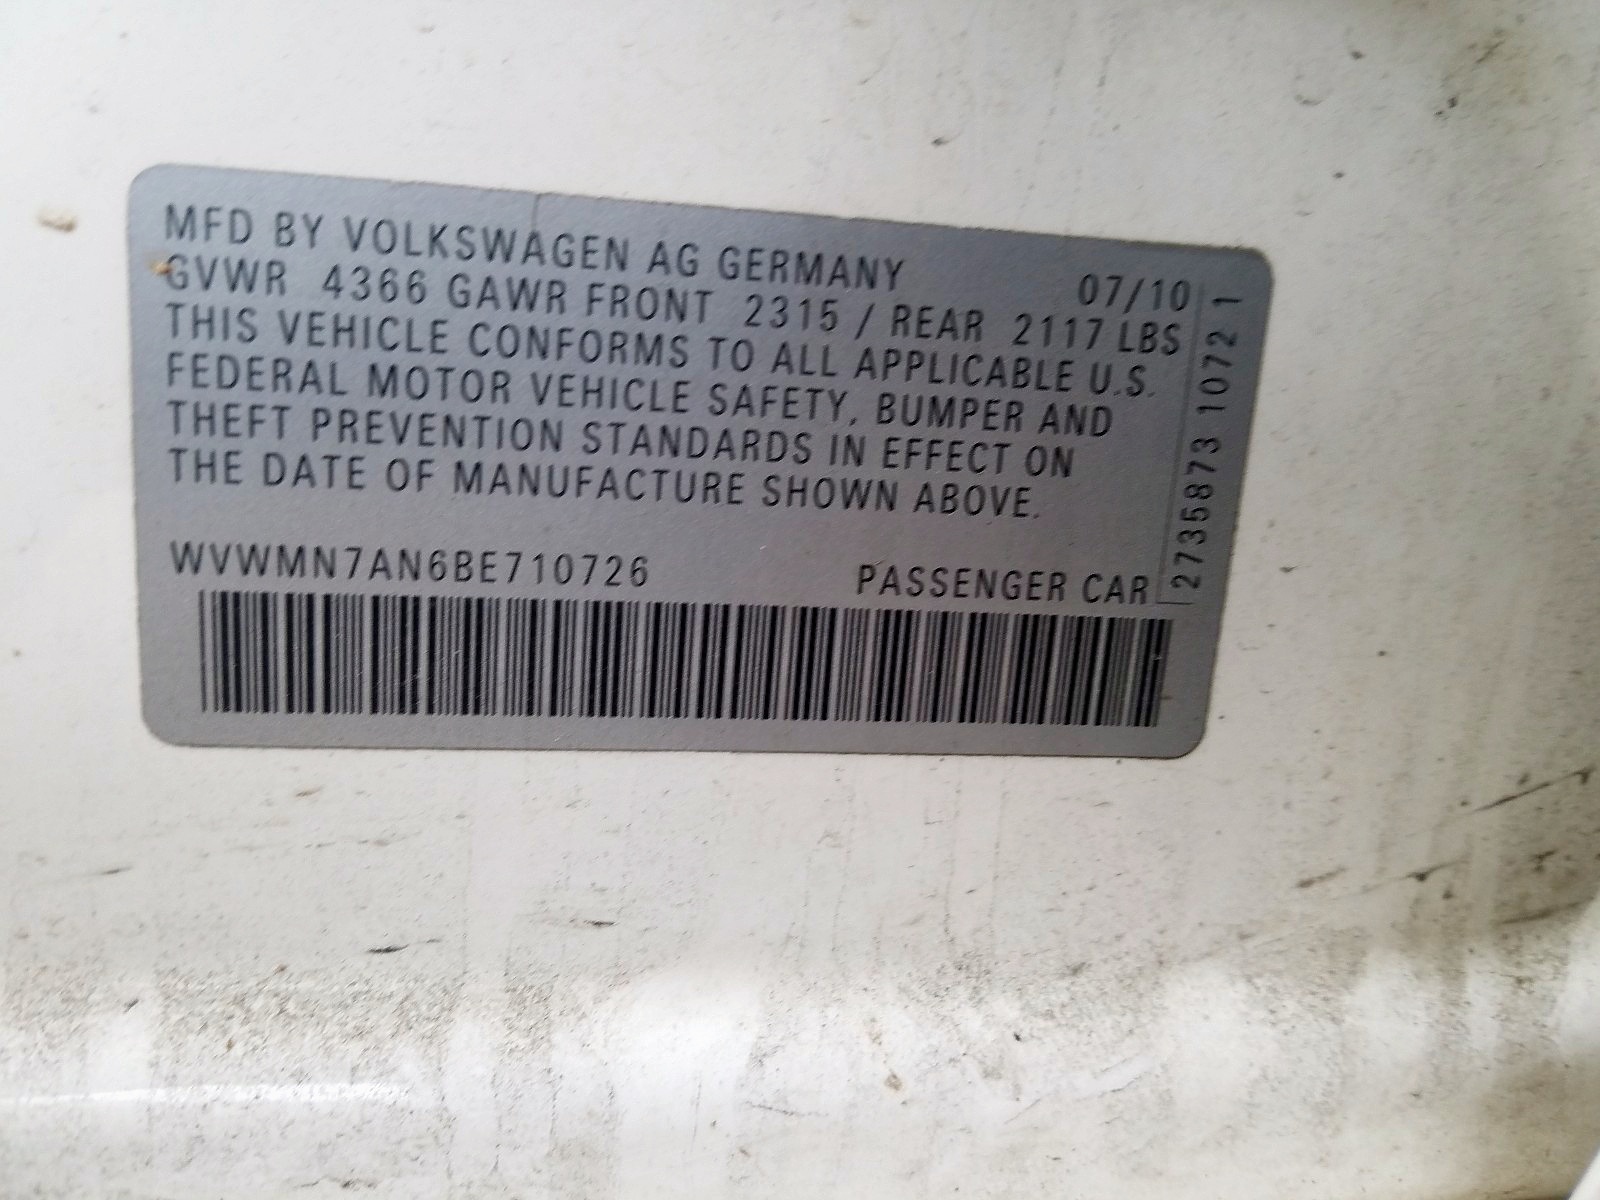 MFD BY VOLKSWAGEN AG GERMANY 07/10
GVWR 4366 GAWR FRONT 2315 / REAR 2117 LBS
THIS VEHICLE CONFORMS TO ALL APPLICABLE U.S.
FEDERAL MOTOR VEHICLE SAFETY, BUMPER AND
THEFT PREVENTION STANDARDS IN EFFECT ON
THE DATE OF MANUFACTURE SHOWN ABOVE.
WVWMN7AN6BE710726 PASSENGER CAR
27358873 1072 1